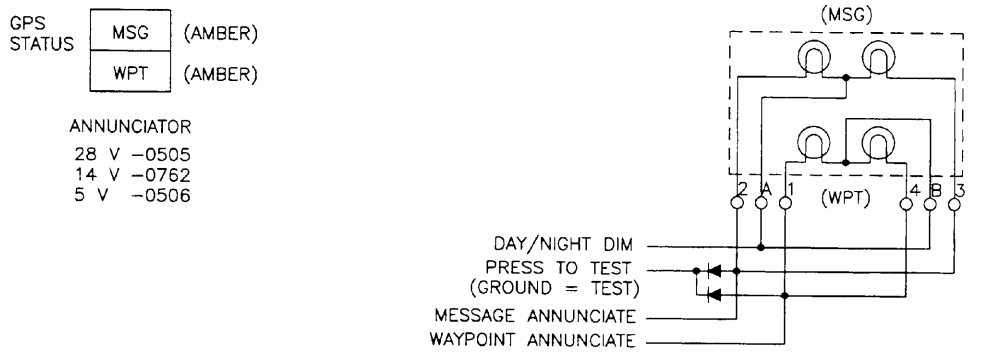 GPS
STATUS
MSG (AMBER)
WPT (AMBER)
ANNUNCIATOR
28 V -0505
14 V -0762
5 V -0506
(MSG)
2 A 1 (WPT) 4 B 3
DAY/NIGHT DIM
PRESS TO TEST
(GROUND = TEST)
MESSAGE ANNUNCIATE
WAYPOINT ANNUNCIATE